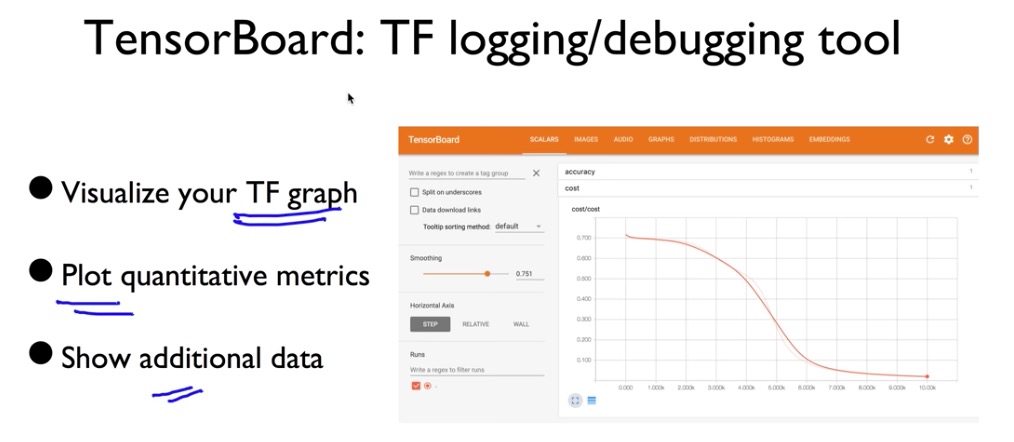 TensorBoard: TF logging/debugging tool
● Visualize your TF graph
● Plot quantitative metrics
● Show additional data
TensorBoard
SCALARS IMAGES AUDIO GRAPHS DISTRIBUTIONS HISTOGRAMS EMBEDDINGS
Write a regex to create a tag group
Split on underscores
Data download links
Tooltip sorting method: default
Smoothing
0.751
Horizontal Axis
STEP RELATIVE WALL
Runs
Write a regex to filter runs
.
accuracy 1
cost 1
cost/cost
0.700
0.600
0.500
0.400
0.300
0.200
0.100
0.000 1.000k 2.000k 3.000k 4.000k 5.000k 6.000k 7.000k 8.000k 9.000k 10.00k